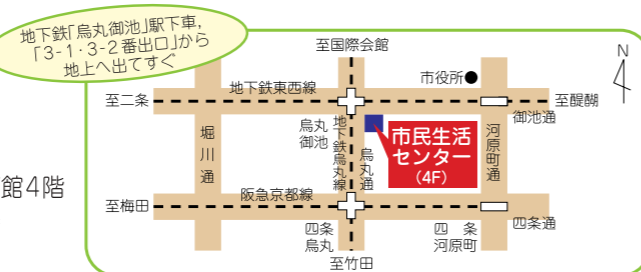 地下鉄「烏丸御池」駅下車,
「3-1・3-2番出口」から
地上へ出てすぐ
館4階
至国際会館
N
市役所
地下鉄東西線
至二条
至醍醐
御池通
烏丸
御池
堀川通
地下鉄烏丸線
烏丸通
市民生活
センター
(4F)
河原町通
阪急京都線
至梅田
四条通
四条
烏丸
四条
河原町
至竹田